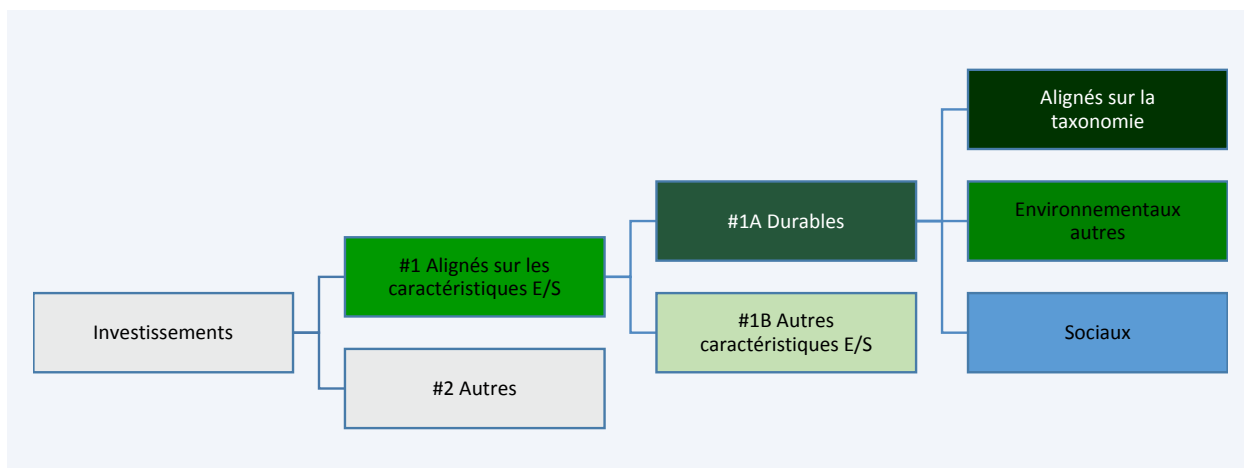 Investissements
#1 Alignés sur les
caractéristiques E/S
#2 Autres
#1A Durables
#1B Autres
caractéristiques E/S
Alignés sur la
taxonomie
Environnementaux
autres
Sociaux